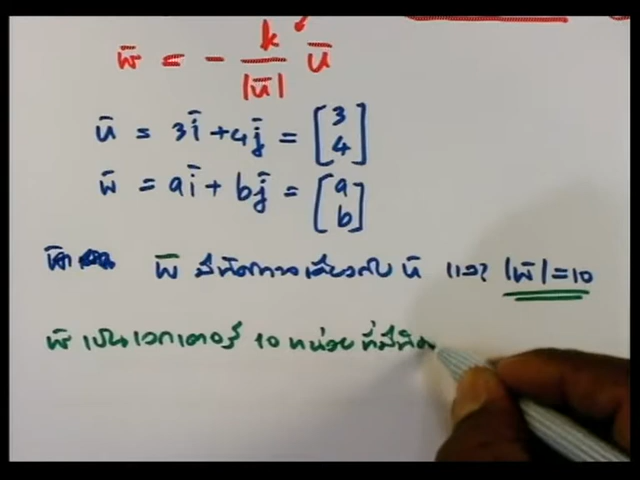 w̄ = - k/|ū| ū
ū = 3ī + 4j̄ = [3 4]
w̄ = aī + bj̄ = [a b]
w̄ มีทิศทางเดียวกับ ū และ |w̄| = 10
w̄ เป็นเวกเตอร์ 10 หน่วย ที่มีทิศ